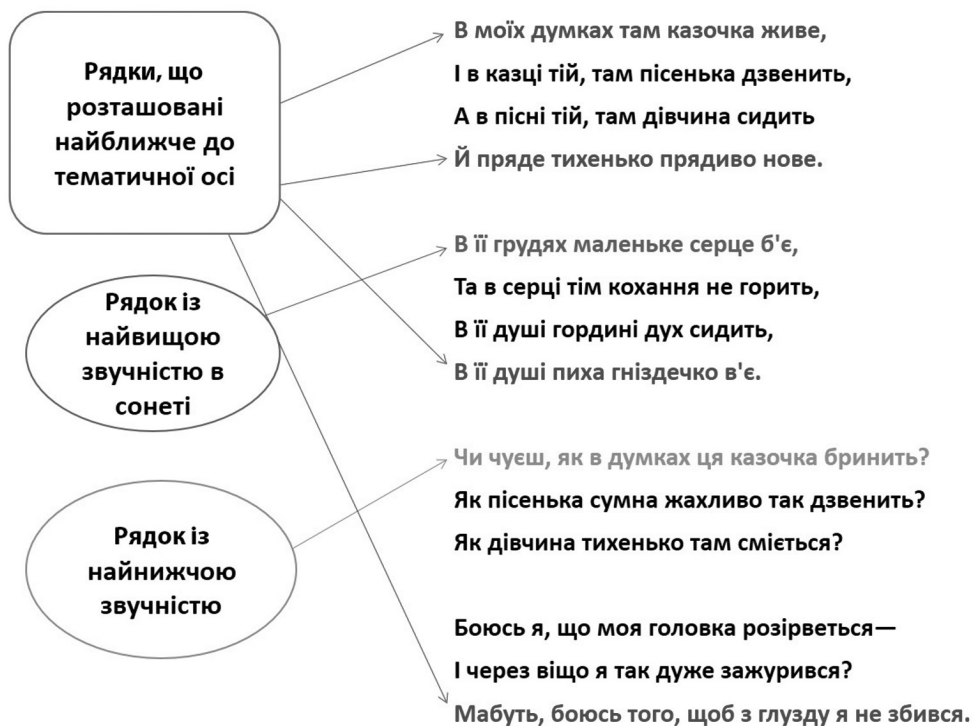 Рядки, що
розташовані
найближче до
тематичної осі
Рядок із
найвищою
звучністю в
сонеті
Рядок із
найнижчою
звучністю
В моїх думках там казочка живе,
І в казці тій, там пісенька дзвенить,
А в пісні тій, там дівчина сидить
Й пряде тихенько прядиво нове.
В її грудях маленьке серце б'є,
Та в серці тім кохання не горить,
В її душі гордині дух сидить,
В її душі пиха гніздечко в'є.
Чи чуєш, як в думках ця казочка бринить?
Як пісенька сумна жахливо так дзвенить?
Як дівчина тихенько там сміється?
Боюсь я, що моя головка розірветься—
І через віщо я так дуже зажурився?
Мабуть, боюсь того, щоб з глузду я не збився.